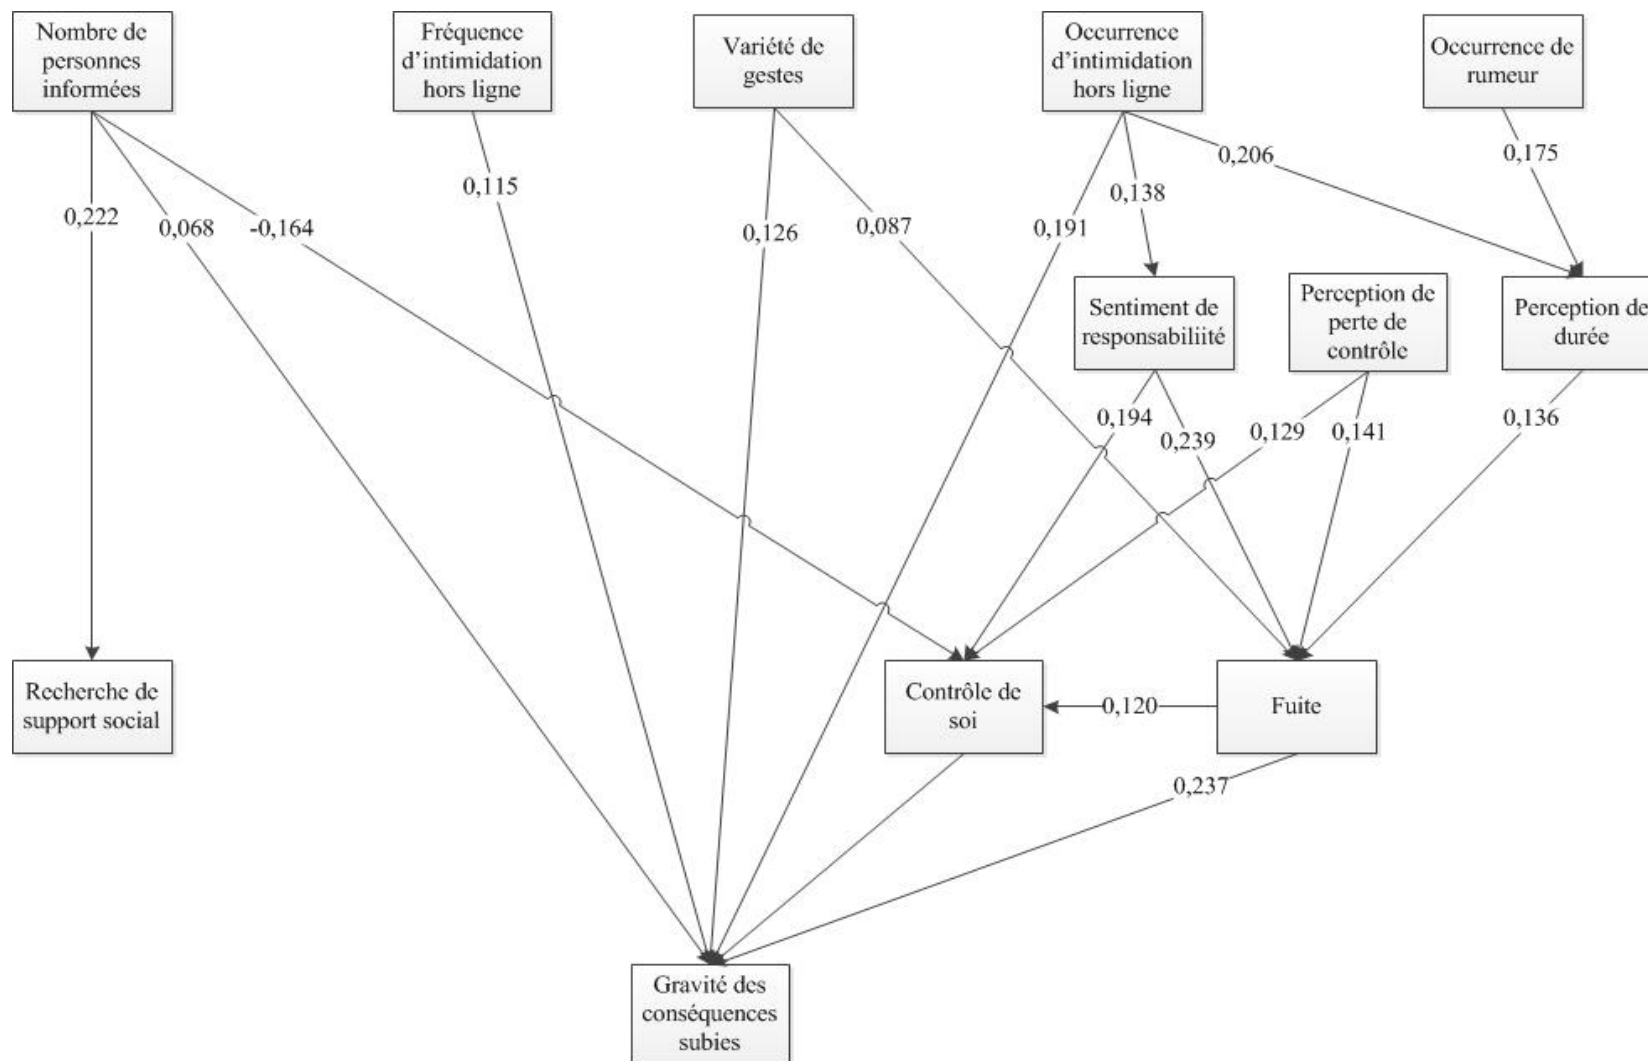 Nombre de
personnes
informées
Fréquence
d’intimidation
hors ligne
Variété de
gestes
Occurrence
d’intimidation
hors ligne
Occurrence de
rumeur
0,206
0,175
0,115
0,138
0,222
0,068
-0,164
0,126
0,087
0,191
Sentiment de
responsabiliité
Perception de
perte de
contrôle
Perception de
durée
0,194
0,239
0,129
0,141
0,136
Recherche de
support social
Contrôle de
soi
0,120
Fuite
0,237
Gravité des
conséquences
subies